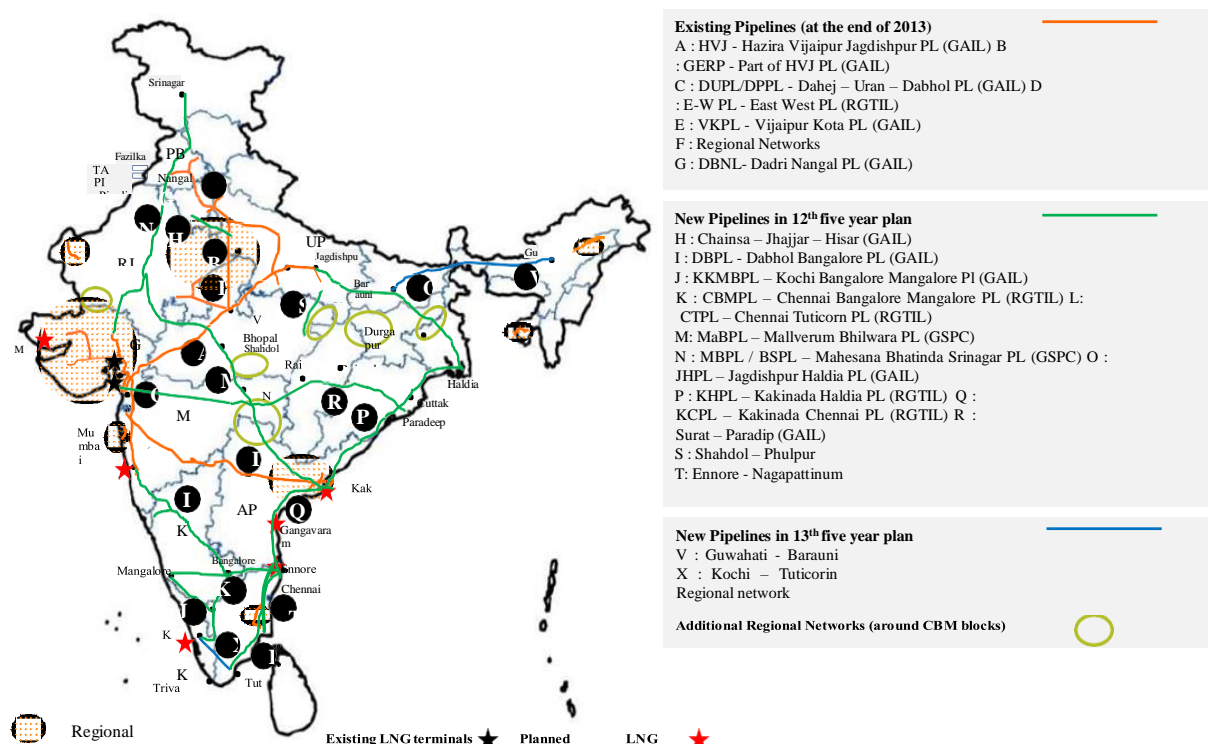 Srinagar
PB
Fazilka
TA
PI
Nangal
N
H
B
RJ
UP
Jagdishpu
Gu
Bar
auni
V
S
Durga
pur
M
G
A
Bhopal
Shahdol
Rai
Haldia
M
N
R
P
Cuttak
Paradeep
M
Mu
mba
i
I
Kak
I
AP
Q
K
Gangavara
m
Bangalore
Mangalore
Ennore
K
Chennai
K
K
Triva
Tut
Regional
Existing LNG terminals
Planned
LNG
Existing Pipelines (at the end of 2013)
A : HVJ - Hazira Vijaipur Jagdishpur PL (GAIL) B
: GERP - Part of HVJ PL (GAIL)
C : DUPL/DPPL - Dahej – Uran – Dabhol PL (GAIL) D
: E-W PL - East West PL (RGTIL)
E : VKPL - Vijaipur Kota PL (GAIL)
F : Regional Networks
G : DBNL- Dadri Nangal PL (GAIL)
New Pipelines in 12th five year plan
H : Chainsa – Jhajjar – Hisar (GAIL)
I : DBPL - Dabhol Bangalore PL (GAIL)
J : KKMBPL – Kochi Bangalore Mangalore Pl (GAIL)
K : CBMPL – Chennai Bangalore Mangalore PL (RGTIL) L:
CTPL – Chennai Tuticorn PL (RGTIL)
M: MaBPL – Mallverum Bhilwara PL (GSPC)
N : MBPL / BSPL – Mahesana Bhatinda Srinagar PL (GSPC) O :
JHPL – Jagdishpur Haldia PL (GAIL)
P : KHPL – Kakinada Haldia PL (RGTIL) Q :
KCPL – Kakinada Chennai PL (RGTIL) R :
Surat – Paradip (GAIL)
S : Shahdol – Phulpur
T: Ennore - Nagapattinum
New Pipelines in 13th five year plan
V : Guwahati - Barauni
X : Kochi – Tuticorin
Regional network
Additional Regional Networks (around CBM blocks)